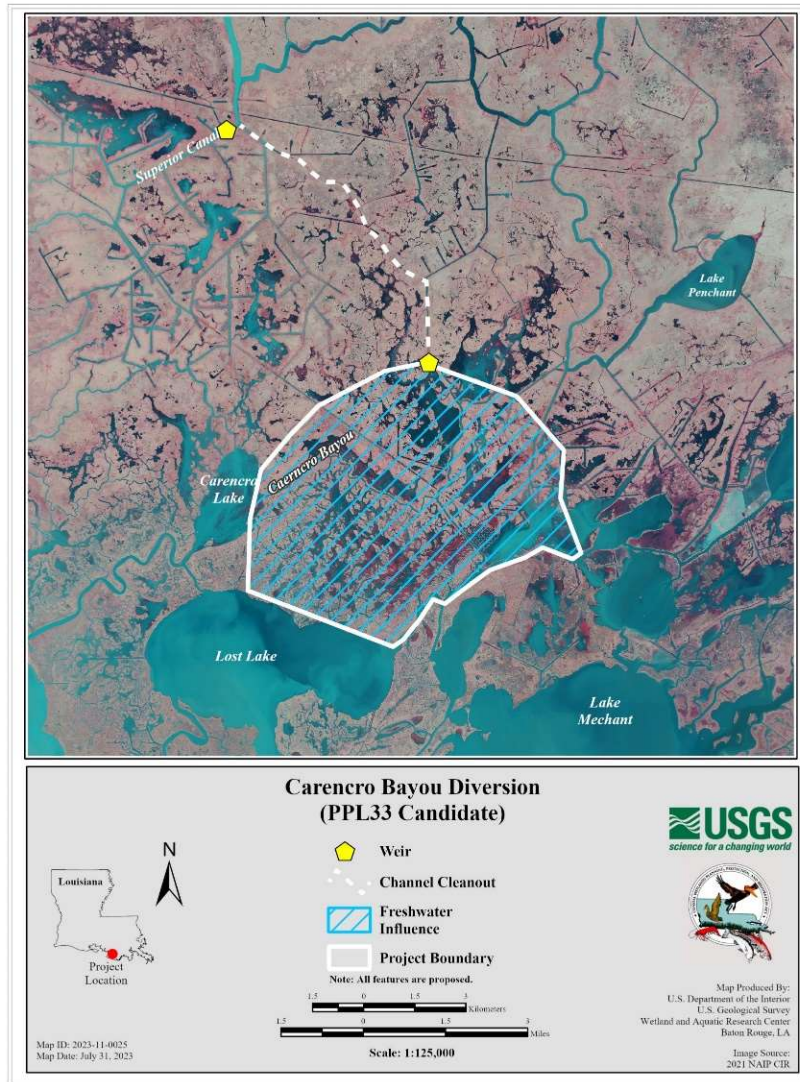 Superior Canal
Lake
Penchant
Caerncro Bayou
Carencro
Lake
Lost Lake
Lake
Mechant
Carencro Bayou Diversion
(PPL33 Candidate)
Weir
Channel Cleanout
Freshwater
Influence
Project Boundary
Note: All features are proposed.
1.5 0 1.5 3
Kilometers
1.5 0 1.5 3
Miles
Scale: 1:125,000
N
Louisiana
Project
Location
Map ID: 2023-11-0025
Map Date: July 31, 2023
USGS
science for a changing world
Map Produced By:
U.S. Department of the Interior
U.S. Geological Survey
Wetland and Aquatic Research Center
Baton Rouge, LA
Image Source:
2021 NAIP CIR